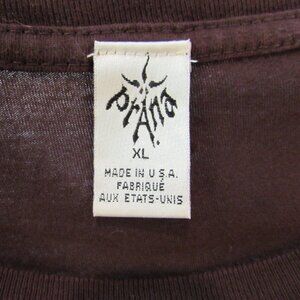 prAna
XL
MADE IN U.S.A.
FABRIQUÉ
AUX ETATS-UNIS